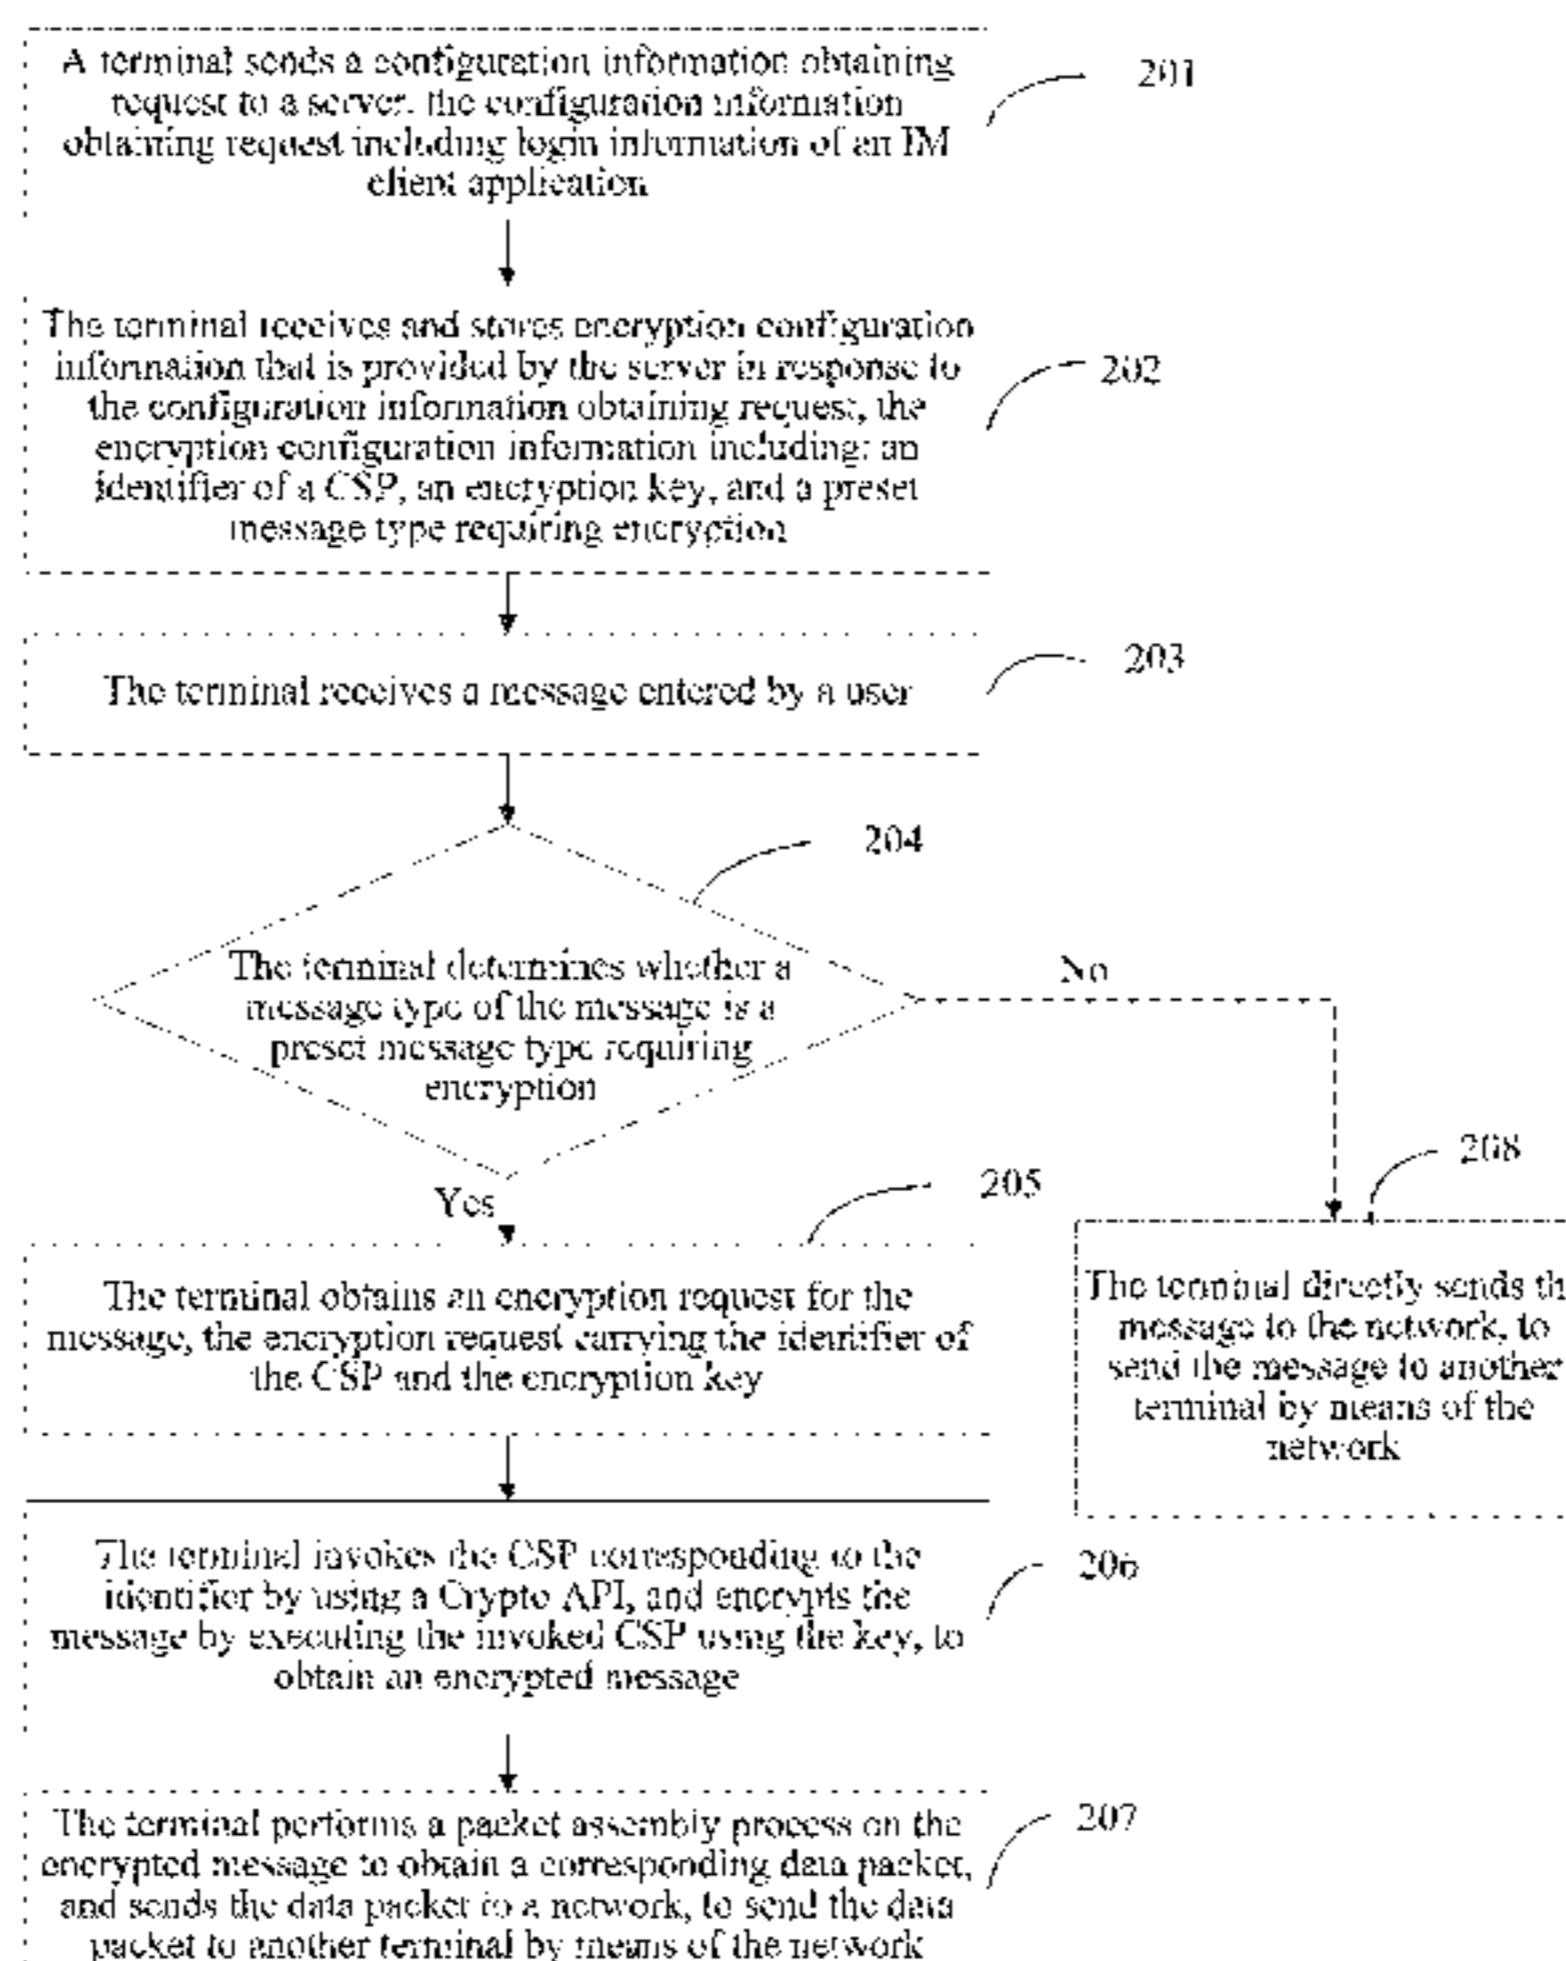 A terminal sends a configuration information obtaining
request to a server, the configuration information
obtaining request including login information of an IM
client application
201
The terminal receives and stores encryption configuration
information that is provided by the server in response to
the configuration information obtaining request, the
encryption configuration information including: an
identifier of a CSP, an encryption key, and a preset
message type requiring encryption
202
The terminal receives a message entered by a user
203
204
The terminal determines whether a
message type of the message is a
preset message type requiring
encryption
No
Yes
205
208
The terminal obtains an encryption request for the
message, the encryption request carrying the identifier of
the CSP and the encryption key
The terminal directly sends th
message to the network, to
send the message to another
terminal by means of the
network
The terminal invokes the CSP corresponding to the
identifier by using a Crypto API, and encrypts the
message by executing the invoked CSP using the key, to
obtain an encrypted message
206
The terminal performs a packet assembly process on the
encrypted message to obtain a corresponding data packet,
and sends the data packet to a network, to send the data
packet to another terminal by means of the network
207